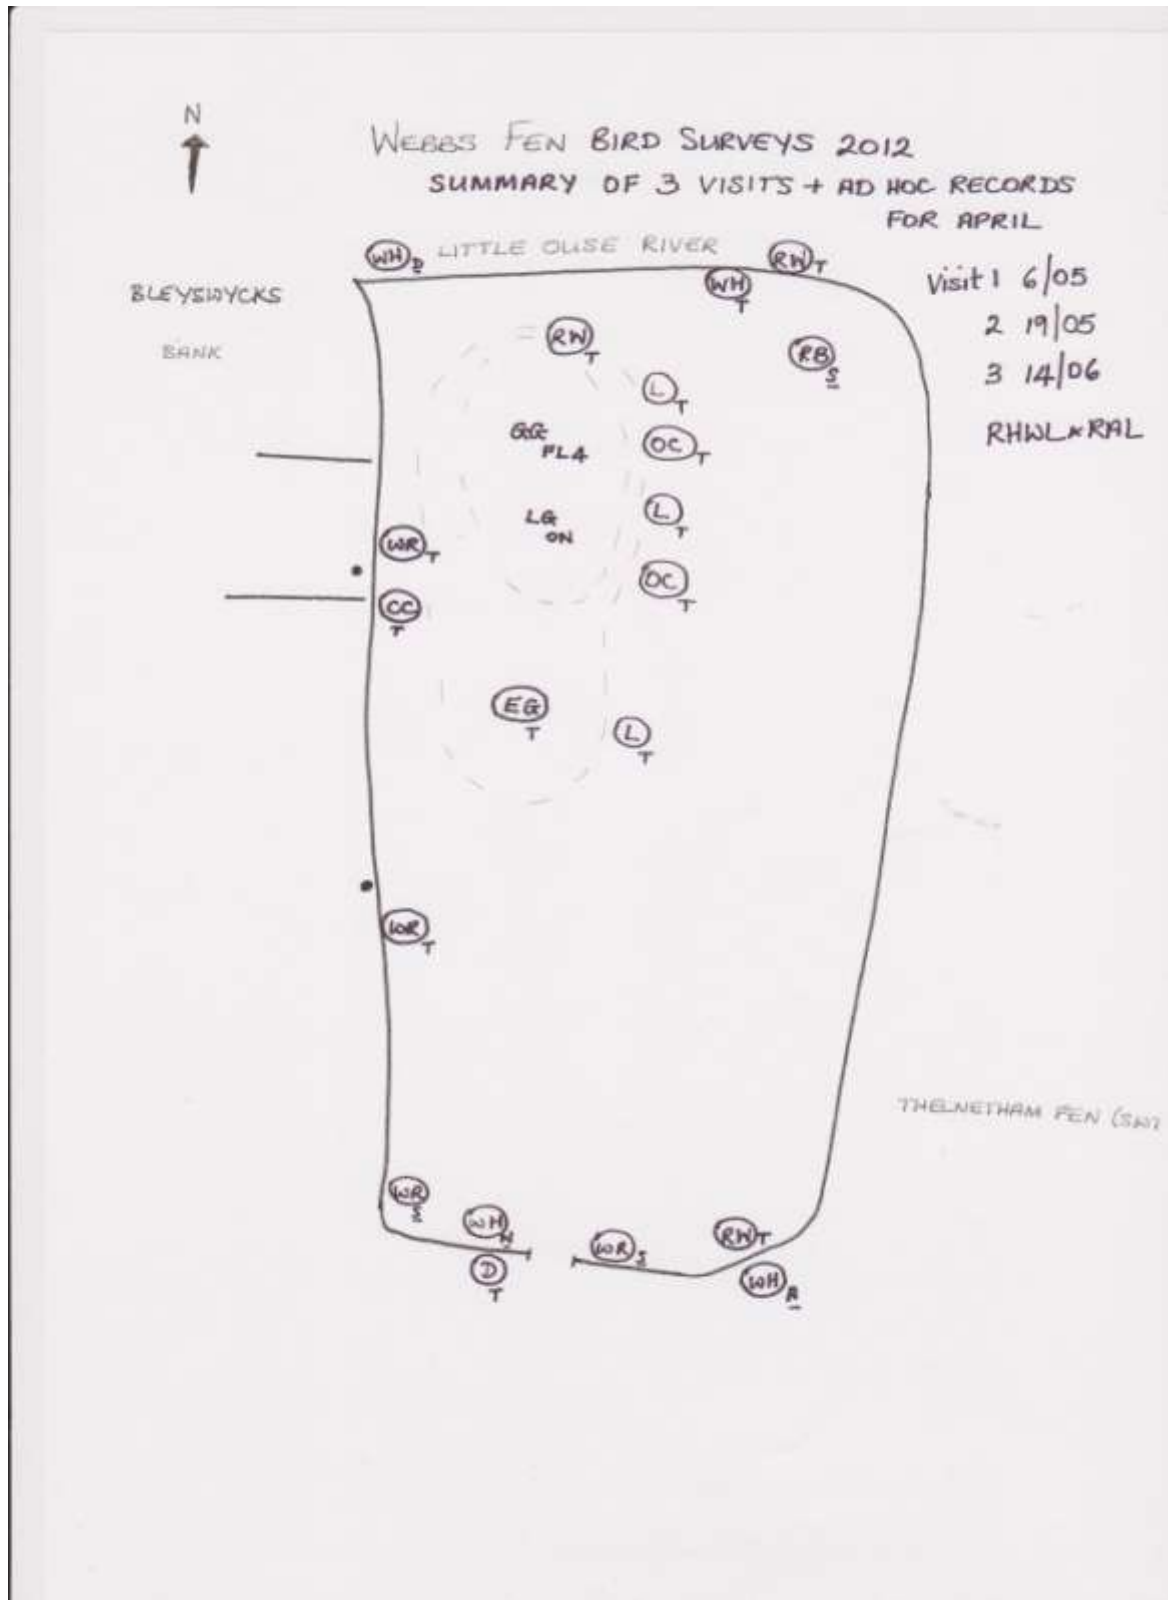 N
WEBBS FEN BIRD SURVEYS 2012
SUMMARY OF 3 VISITS + AD HOC RECORDS
FOR APRIL
WH D LITTLE OUSE RIVER RW T
BLEYSWYCKS
BANK
Visit 1 6/05
2 19/05
3 14/06
RHWL & RAL
WH T
RW T
RB S
L T
GG FL4
OC T
LG ON
L T
WR T
OC T
CC T
EG T
L T
WR T
THELNETHAM FEN
WR S
WH
WR S
RW T
D T
WH